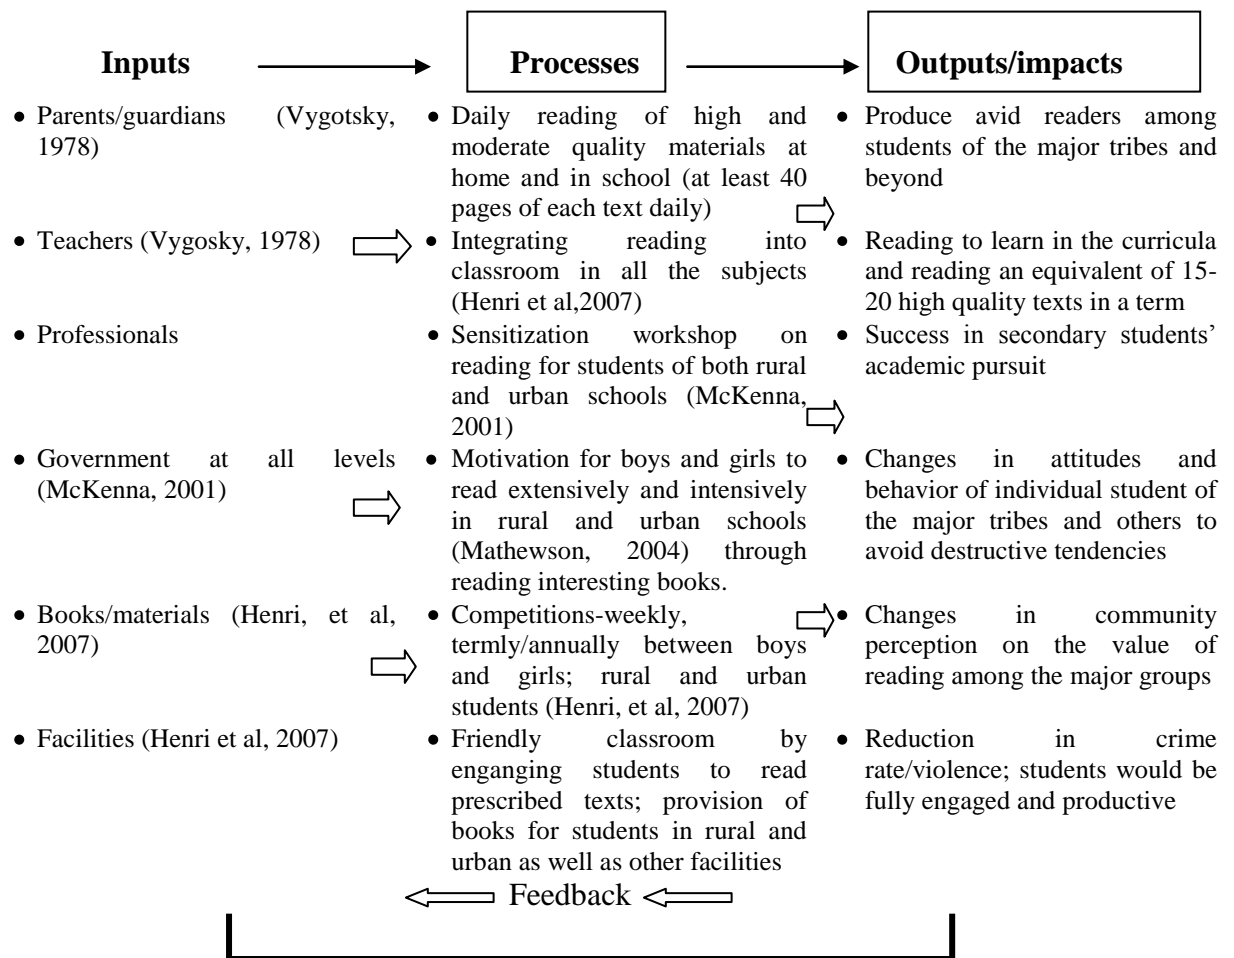 Inputs
Processes
Outputs/impacts
• Parents/guardians (Vygotsky,
1978)
• Daily reading of high and
moderate quality materials at
home and in school (at least 40
pages of each text daily)
• Produce avid readers among
students of the major tribes and
beyond
• Teachers (Vygosky, 1978)
• Integrating reading into
classroom in all the subjects
(Henri et al,2007)
• Reading to learn in the curricula
and reading an equivalent of 15-
20 high quality texts in a term
• Professionals
• Sensitization workshop on
reading for students of both rural
and urban schools (McKenna,
2001)
• Success in secondary students’
academic pursuit
• Government at all levels
(McKenna, 2001)
• Motivation for boys and girls to
read extensively and intensively
in rural and urban schools
(Mathewson, 2004) through
reading interesting books.
• Changes in attitudes and
behavior of individual student of
the major tribes and others to
avoid destructive tendencies
• Books/materials (Henri, et al,
2007)
• Competitions-weekly,
termly/annually between boys
and girls; rural and urban
students (Henri, et al, 2007)
• Changes in community
perception on the value of
reading among the major groups
• Facilities (Henri et al, 2007)
• Friendly classroom by
enganging students to read
prescribed texts; provision of
books for students in rural and
urban as well as other facilities
• Reduction in crime
rate/violence; students would be
fully engaged and productive
Feedback